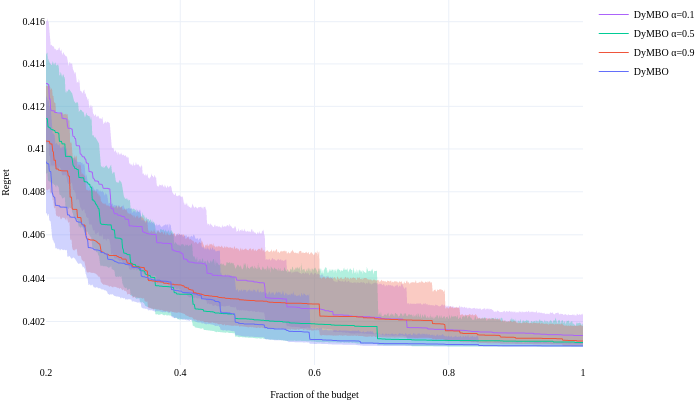 0.416
0.414
0.412
0.41
0.408
0.406
0.404
0.402
Regret
0.2
0.4
0.6
0.8
1
Fraction of the budget
DyMBO α=0.1
DyMBO α=0.5
DyMBO α=0.9
DyMBO